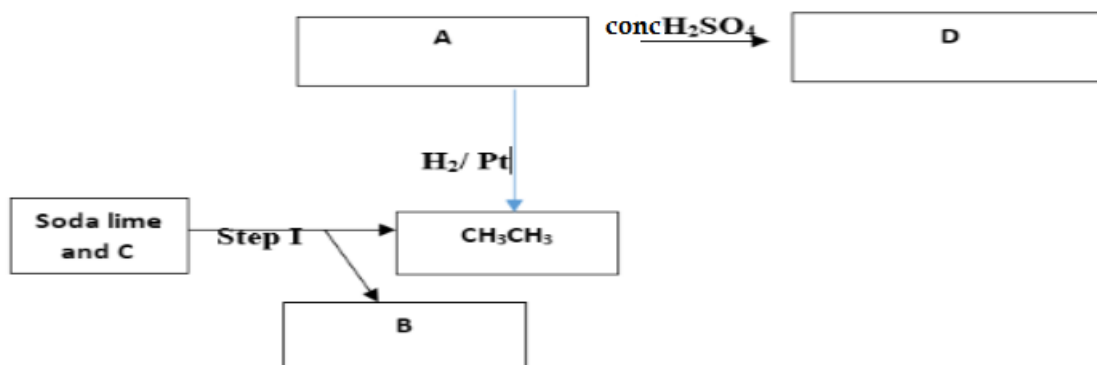 A
concH₂SO₄
D
H₂/ Pt
Soda lime
and C
Step I
CH₃CH₃
B